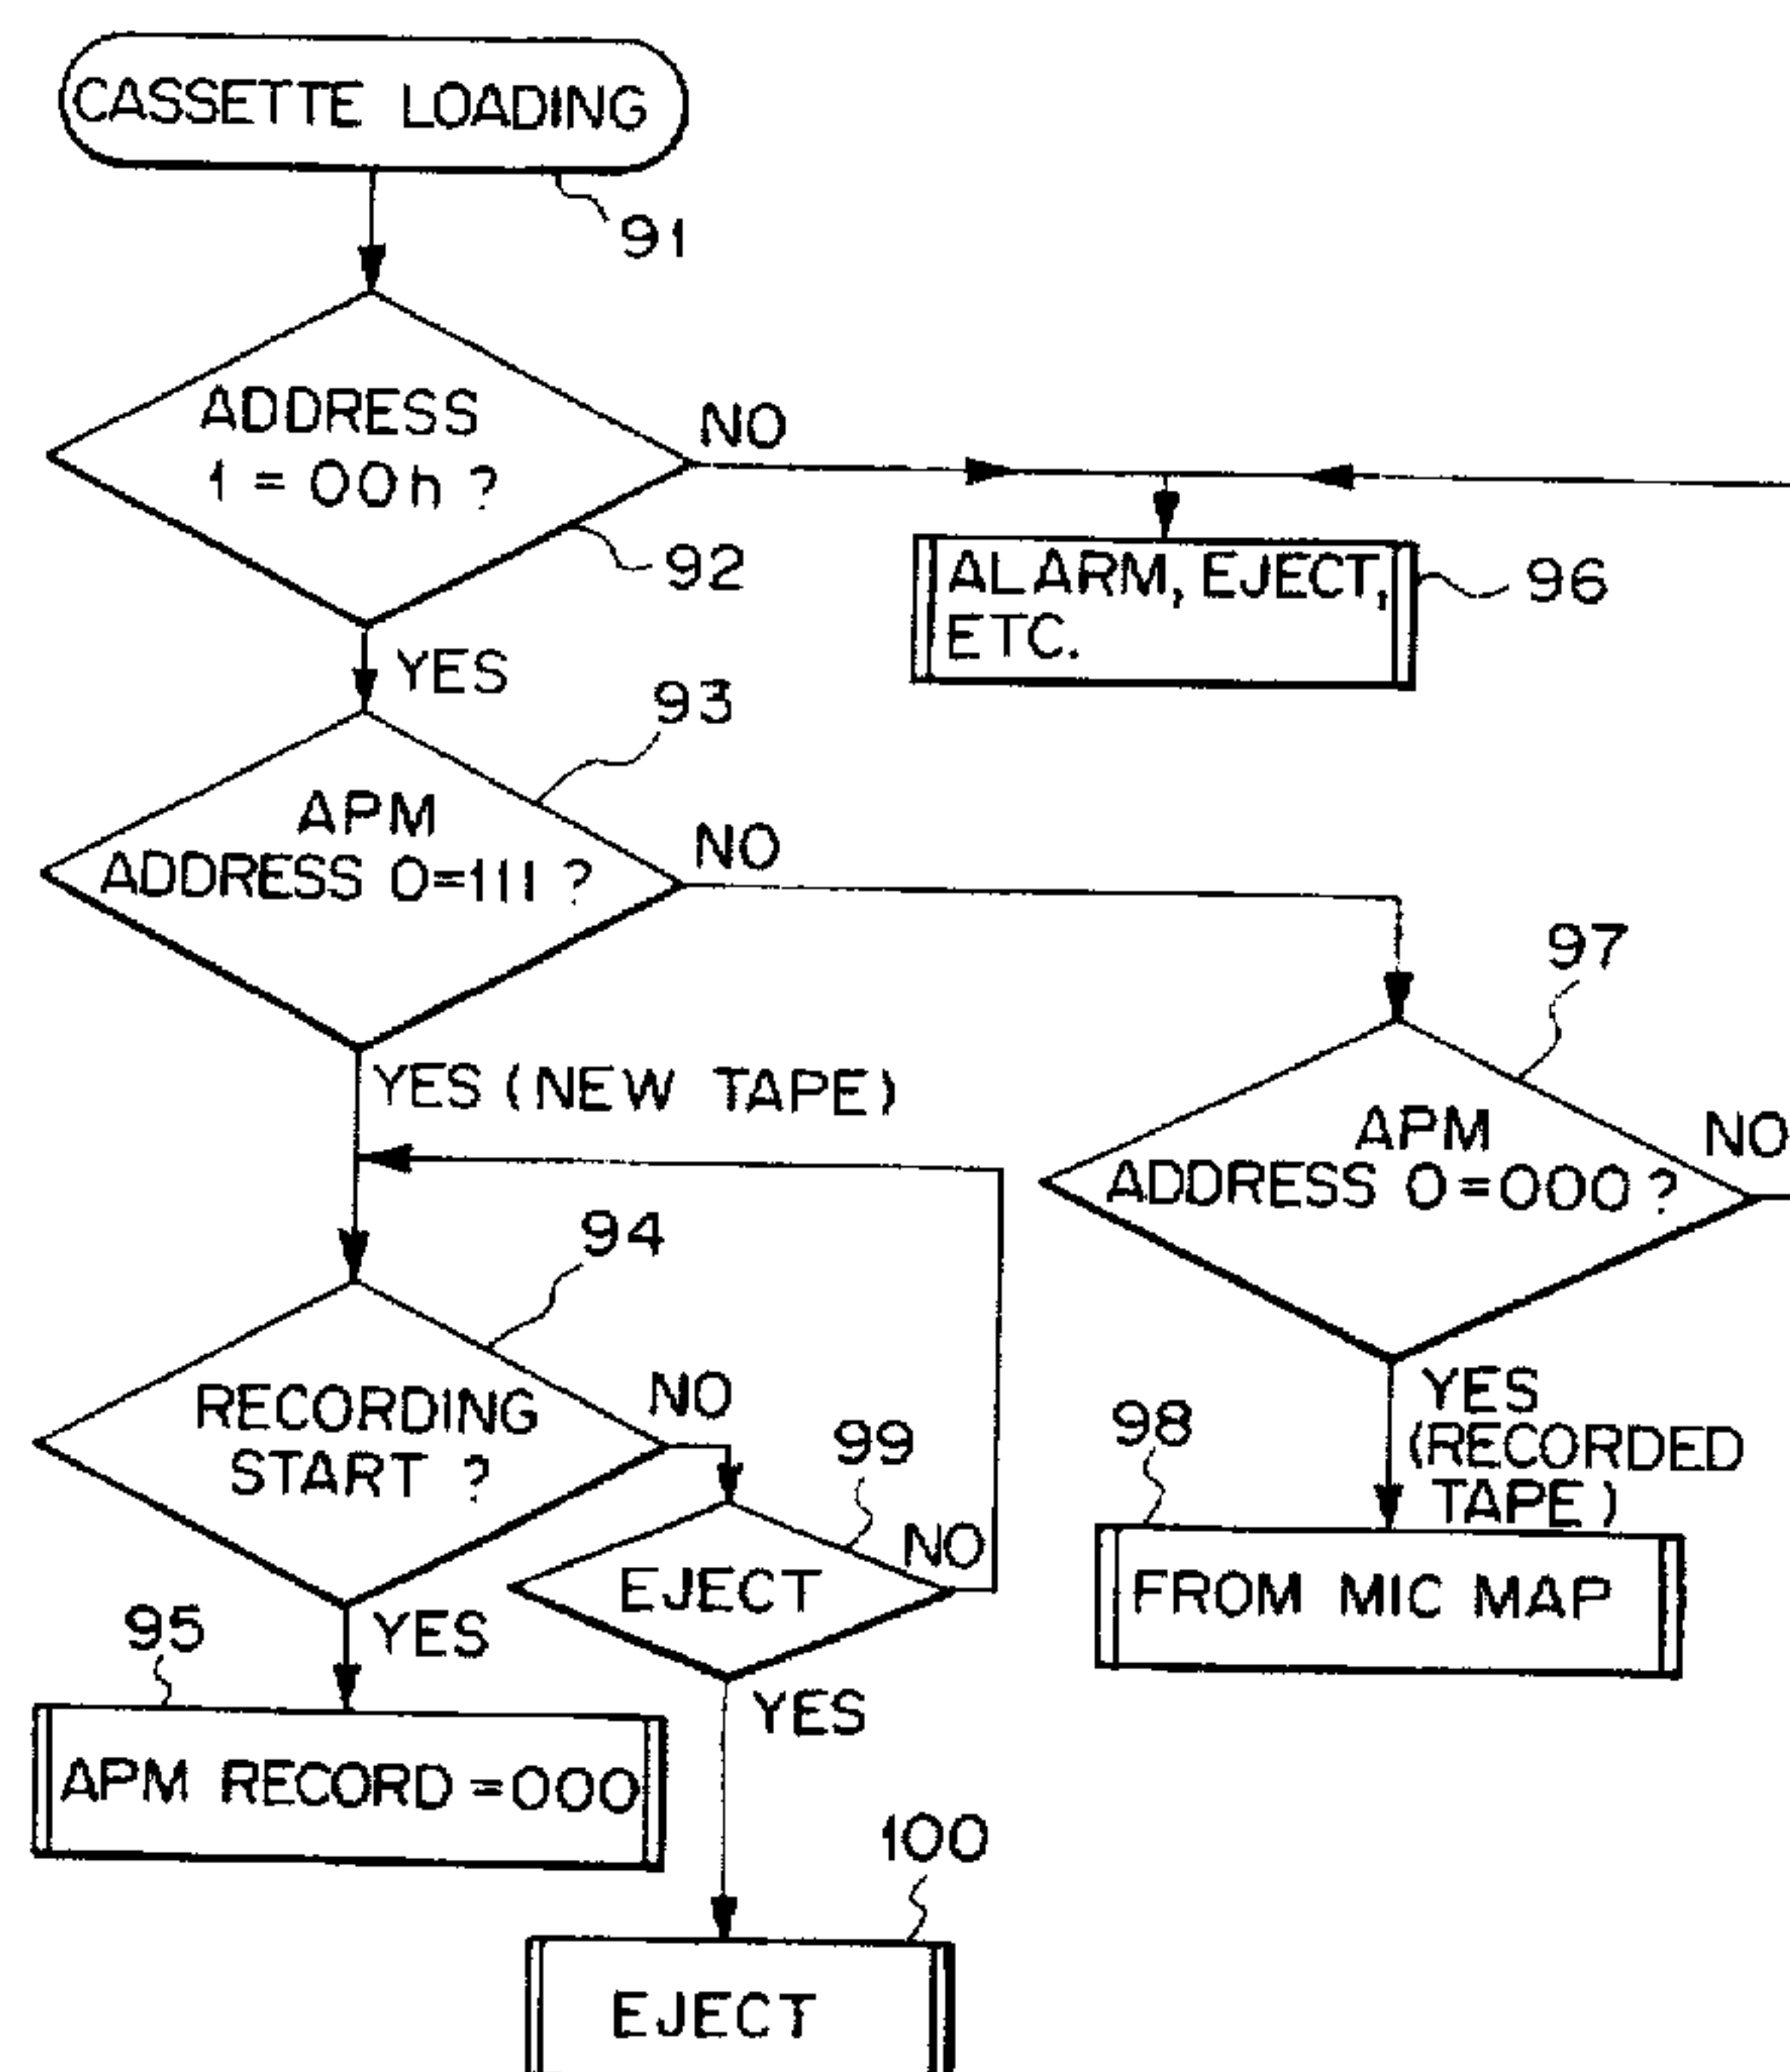 CASSETTE LOADING
91
ADDRESS
1 = 00h ?
NO
92
ALARM, EJECT,
ETC.
96
YES
93
APM
ADDRESS 0=111 ?
NO
97
YES (NEW TAPE)
APM
ADDRESS 0=000 ?
NO
94
RECORDING
START ?
NO
YES
(RECORDED
TAPE)
98
99
NO
EJECT
FROM MIC MAP
95
YES
YES
APM RECORD =000
100
EJECT